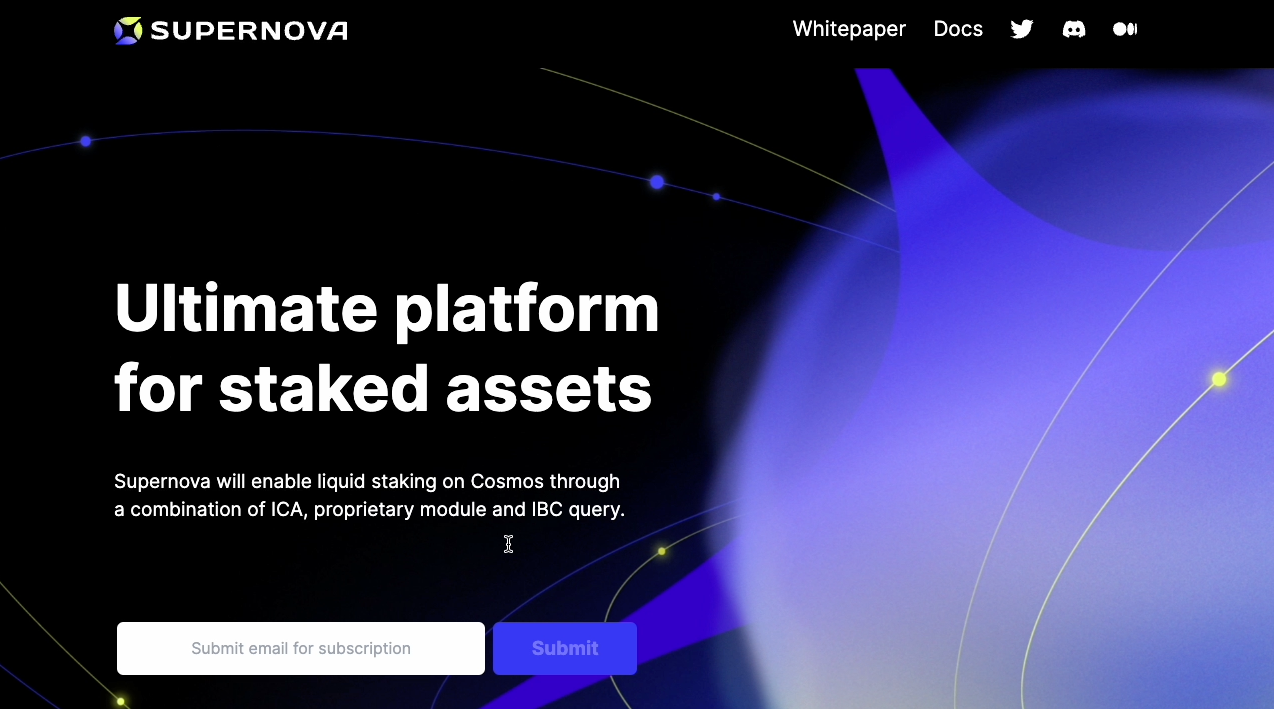 SUPERNOVA
Whitepaper Docs
Ultimate platform
for staked assets
Supernova will enable liquid staking on Cosmos through
a combination of ICA, proprietary module and IBC query.
Submit email for subscription
Submit